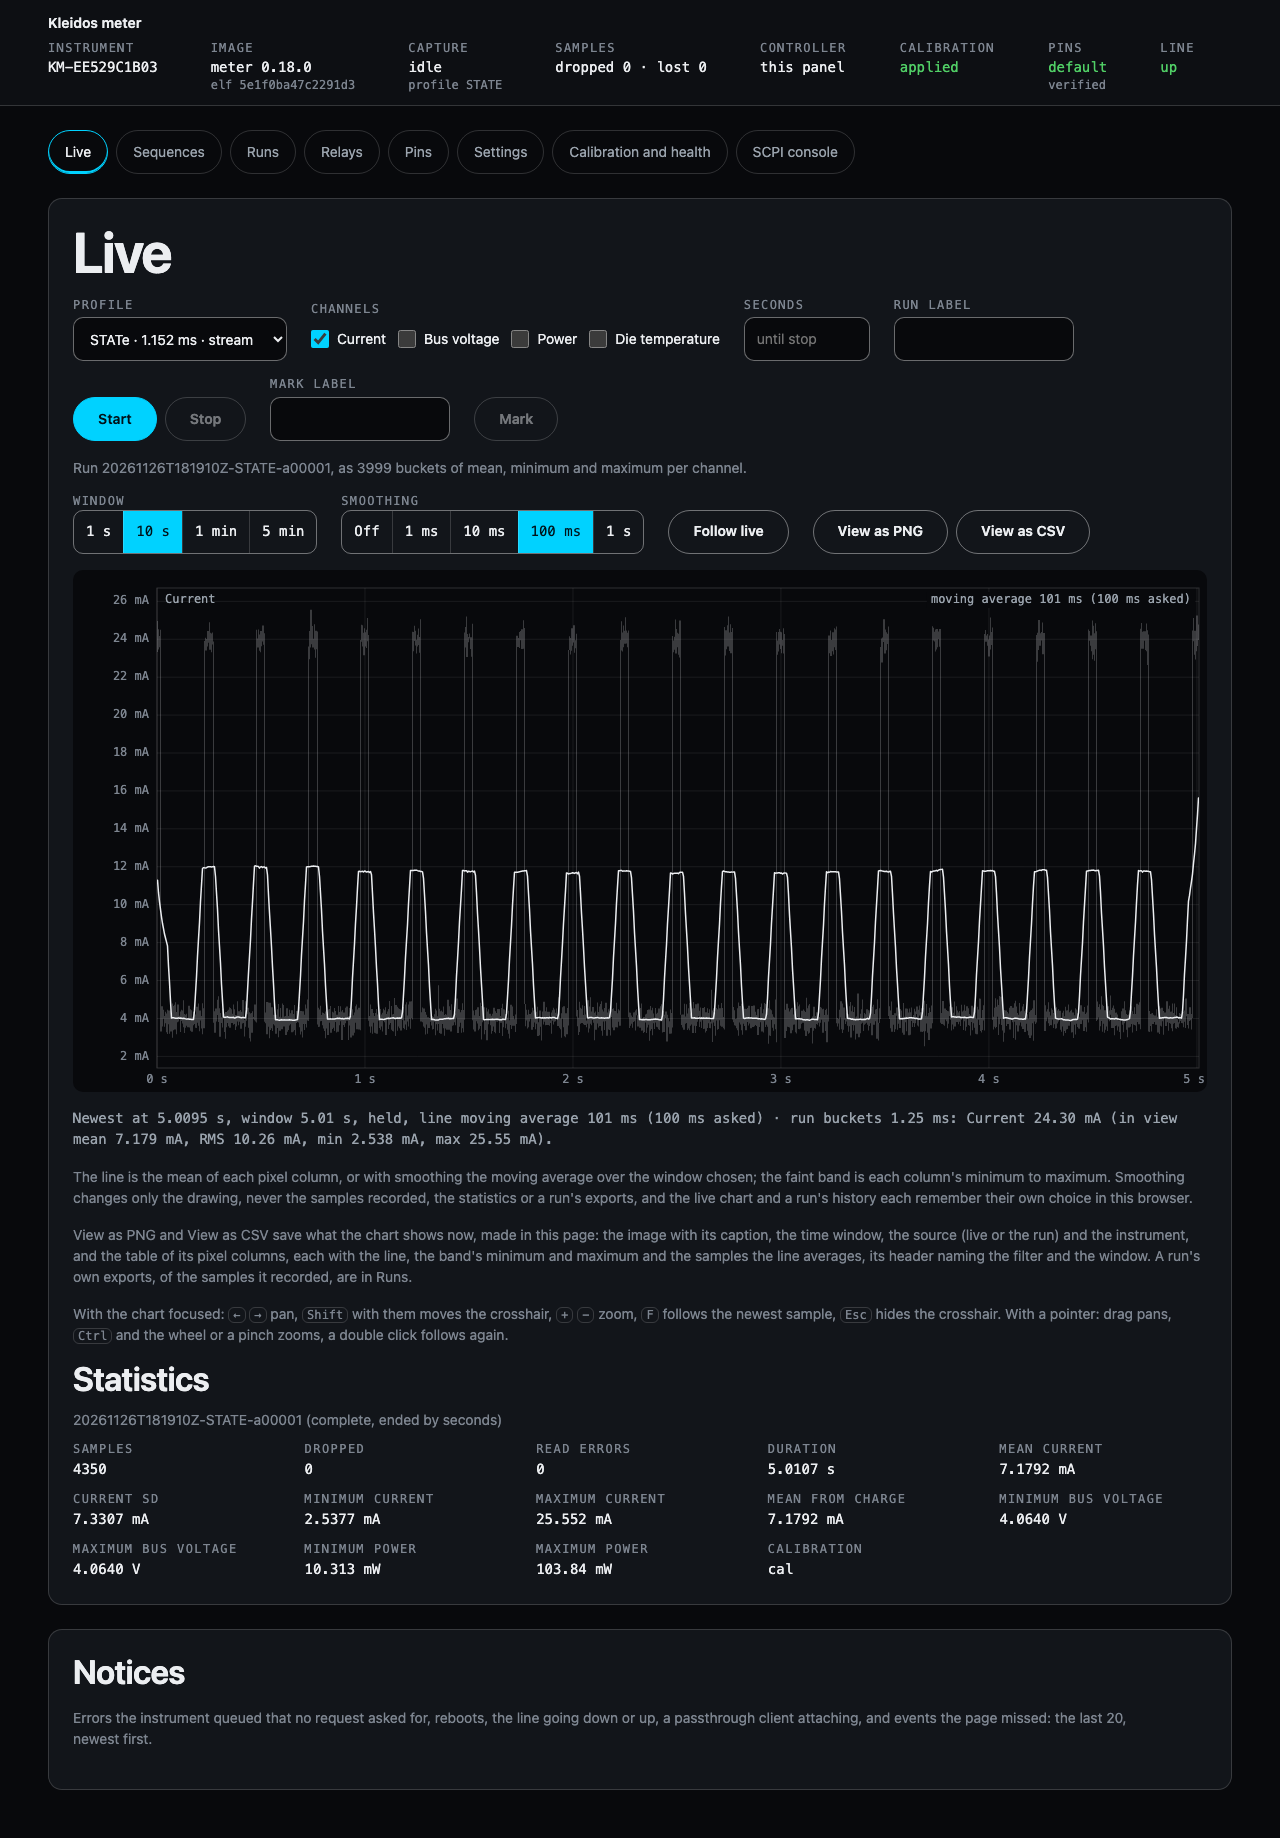 Kleidos meter
INSTRUMENT IMAGE CAPTURE SAMPLES CONTROLLER CALIBRATION PINS LINE
KM-EE529C1B03 meter 0.18.0 idle dropped 0 · lost 0 this panel applied default up
elf 5e1f0ba47c2291d3 profile STATE verified
Live Sequences Runs Relays Pins Settings Calibration and health SCPI console
Live
PROFILE CHANNELS SECONDS RUN LABEL
STATe · 1.152 ms · stream Current Bus voltage Power Die temperature until stop
MARK LABEL
Start Stop Mark
Run 20261126T181910Z-STATE-a00001, as 3999 buckets of mean, minimum and maximum per channel.
WINDOW SMOOTHING
1 s 10 s 1 min 5 min Off 1 ms 10 ms 100 ms 1 s Follow live View as PNG View as CSV
26 mA Current moving average 101 ms (100 ms asked)
24 mA
22 mA
20 mA
18 mA
16 mA
14 mA
12 mA
10 mA
8 mA
6 mA
4 mA
2 mA
0 s 1 s 2 s 3 s 4 s 5 s
Newest at 5.0095 s, window 5.01 s, held, line moving average 101 ms (100 ms asked) · run buckets 1.25 ms: Current 24.30 mA (in view
mean 7.179 mA, RMS 10.26 mA, min 2.538 mA, max 25.55 mA).
The line is the mean of each pixel column, or with smoothing the moving average over the window chosen; the faint band is each column's minimum to maximum. Smoothing
changes only the drawing, never the samples recorded, the statistics or a run's exports, and the live chart and a run's history each remember their own choice in this browser.
View as PNG and View as CSV save what the chart shows now, made in this page: the image with its caption, the time window, the source (live or the run) and the instrument,
and the table of its pixel columns, each with the line, the band's minimum and maximum and the samples the line averages, its header naming the filter and the window. A run's
own exports, of the samples it recorded, are in Runs.
With the chart focused: ← → pan, Shift with them moves the crosshair, + − zoom, F follows the newest sample, Esc hides the crosshair. With a pointer: drag pans,
Ctrl and the wheel or a pinch zooms, a double click follows again.
Statistics
20261126T181910Z-STATE-a00001 (complete, ended by seconds)
SAMPLES DROPPED READ ERRORS DURATION MEAN CURRENT
4350 0 0 5.0107 s 7.1792 mA
CURRENT SD MINIMUM CURRENT MAXIMUM CURRENT MEAN FROM CHARGE MINIMUM BUS VOLTAGE
7.3307 mA 2.5377 mA 25.552 mA 7.1792 mA 4.0640 V
MAXIMUM BUS VOLTAGE MINIMUM POWER MAXIMUM POWER CALIBRATION
4.0640 V 10.313 mW 103.84 mW cal
Notices
Errors the instrument queued that no request asked for, reboots, the line going down or up, a passthrough client attaching, and events the page missed: the last 20,
newest first.